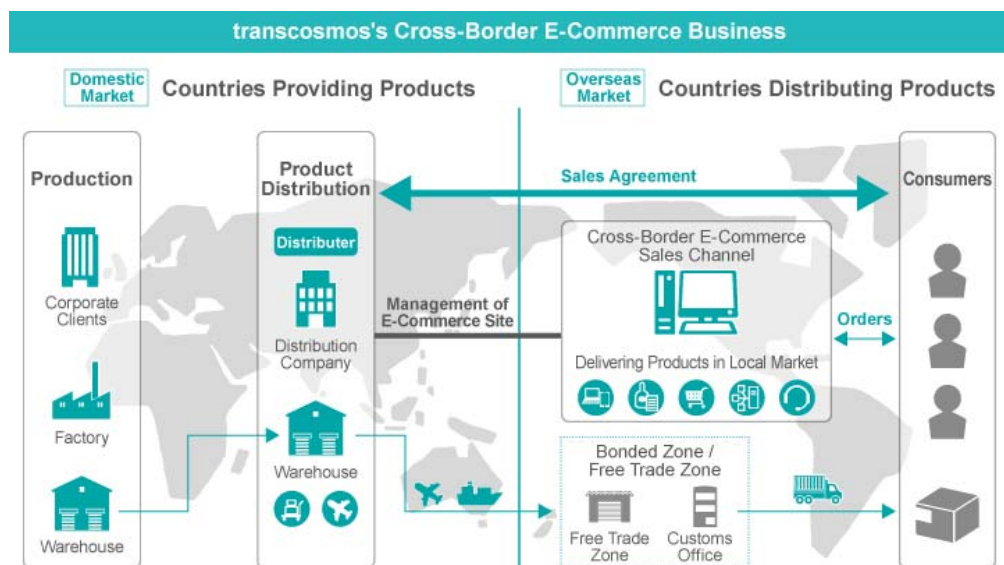 transcosmos's Cross-Border E-Commerce Business
Domestic
Market
Countries Providing Products
Overseas
Market
Countries Distributing Products
Production
Corporate
Clients
Factory
Warehouse
Product
Distribution
Distributer
Distribution
Company
Warehouse
Management of
E-Commerce Site
Sales Agreement
Cross-Border E-Commerce
Sales Channel
Delivering Products in Local Market
Orders
Bonded Zone /
Free Trade Zone
Free Trade
Zone
Customs
Office
Consumers